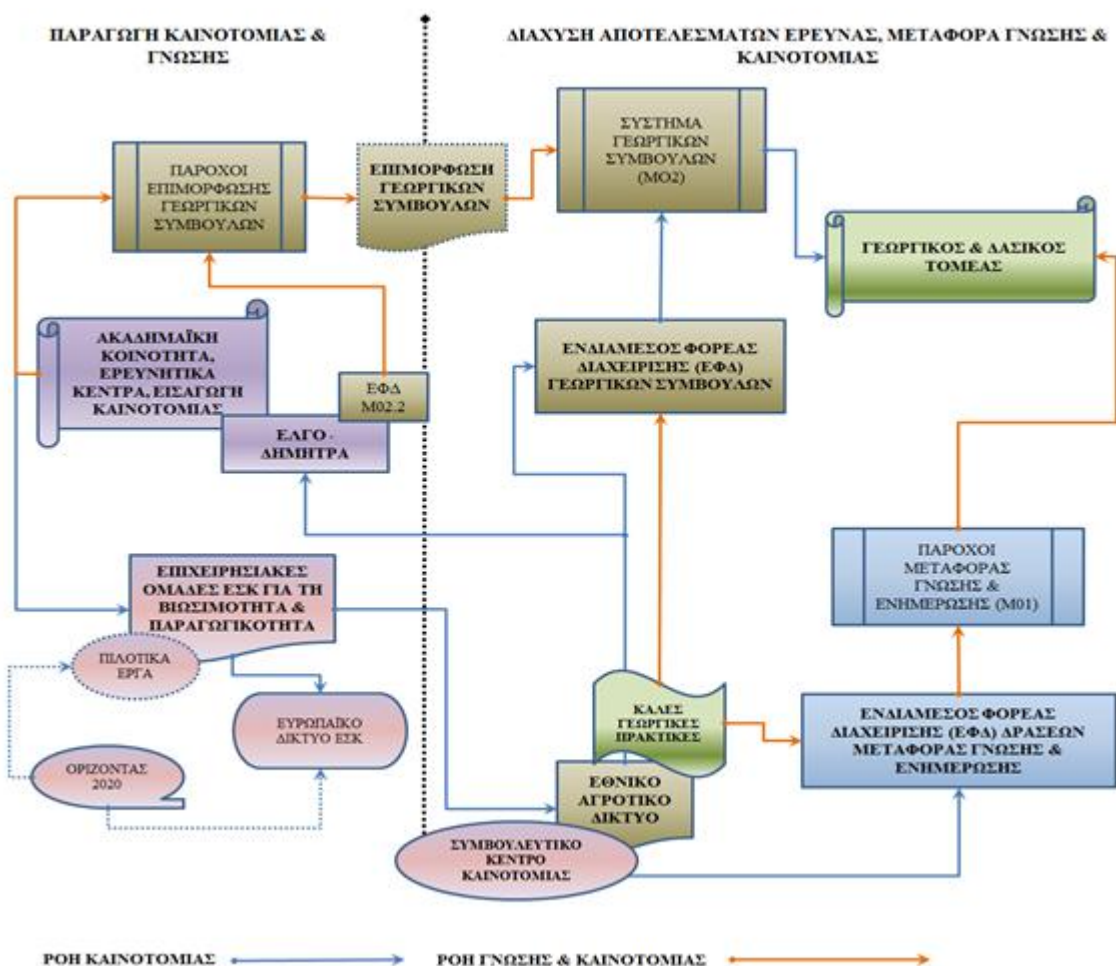 ΠΑΡΑΓΩΓΗ ΚΑΙΝΟΤΟΜΙΑΣ &
ΓΝΩΣΗΣ
ΔΙΑΧΥΣΗ ΑΠΟΤΕΛΕΣΜΑΤΩΝ ΕΡΕΥΝΑΣ, ΜΕΤΑΦΟΡΑ ΓΝΩΣΗΣ &
ΚΑΙΝΟΤΟΜΙΑΣ
ΠΑΡΟΧΟΙ
ΕΠΙΜΟΡΦΩΣΗΣ
ΓΕΩΡΓΙΚΩΝ
ΣΥΜΒΟΥΛΩΝ
ΕΠΙΜΟΡΦΩΣΗ
ΓΕΩΡΓΙΚΩΝ
ΣΥΜΒΟΥΛΩΝ
ΣΥΣΤΗΜΑ
ΓΕΩΡΓΙΚΩΝ
ΣΥΜΒΟΥΛΩΝ
(ΜΟ2)
ΓΕΩΡΓΙΚΟΣ & ΔΑΣΙΚΟΣ
ΤΟΜΕΑΣ
ΑΚΑΔΗΜΑΪΚΗ
ΚΟΙΝΟΤΗΤΑ,
ΕΡΕΥΝΗΤΙΚΑ
ΚΕΝΤΡΑ, ΕΙΣΑΓΩΓΗ
ΚΑΙΝΟΤΟΜΙΑΣ
ΕΦΔ
Μ02.2
ΕΛΓΟ -
ΔΗΜΗΤΡΑ
ΕΝΔΙΑΜΕΣΟΣ ΦΟΡΕΑΣ
ΔΙΑΧΕΙΡΙΣΗΣ (ΕΦΔ)
ΓΕΩΡΓΙΚΩΝ ΣΥΜΒΟΥΛΩΝ
ΠΑΡΟΧΟΙ
ΜΕΤΑΦΟΡΑΣ
ΓΝΩΣΗΣ &
ΕΝΗΜΕΡΩΣΗΣ (Μ01)
ΕΠΙΧΕΙΡΗΣΙΑΚΕΣ
ΟΜΑΔΕΣ ΕΣΚ ΓΙΑ ΤΗ
ΒΙΩΣΙΜΟΤΗΤΑ &
ΠΑΡΑΓΩΓΙΚΟΤΗΤΑ
ΠΙΛΟΤΙΚΑ
ΕΡΓΑ
ΕΥΡΩΠΑΪΚΟ
ΔΙΚΤΥΟ ΕΣΚ
ΟΡΙΖΟΝΤΑΣ
2020
ΚΑΛΕΣ
ΓΕΩΡΓΙΚΕΣ
ΠΡΑΚΤΙΚΕΣ
ΕΝΔΙΑΜΕΣΟΣ ΦΟΡΕΑΣ
ΔΙΑΧΕΙΡΙΣΗΣ (ΕΦΔ) ΔΡΑΣΕΩΝ
ΜΕΤΑΦΟΡΑΣ ΓΝΩΣΗΣ &
ΕΝΗΜΕΡΩΣΗΣ
ΕΘΝΙΚΟ
ΑΓΡΟΤΙΚΟ
ΔΙΚΤΥΟ
ΣΥΜΒΟΥΛΕΥΤΙΚΟ
ΚΕΝΤΡΟ
ΚΑΙΝΟΤΟΜΙΑΣ
ΡΟΗ ΚΑΙΝΟΤΟΜΙΑΣ
ΡΟΗ ΓΝΩΣΗΣ & ΚΑΙΝΟΤΟΜΙΑΣ